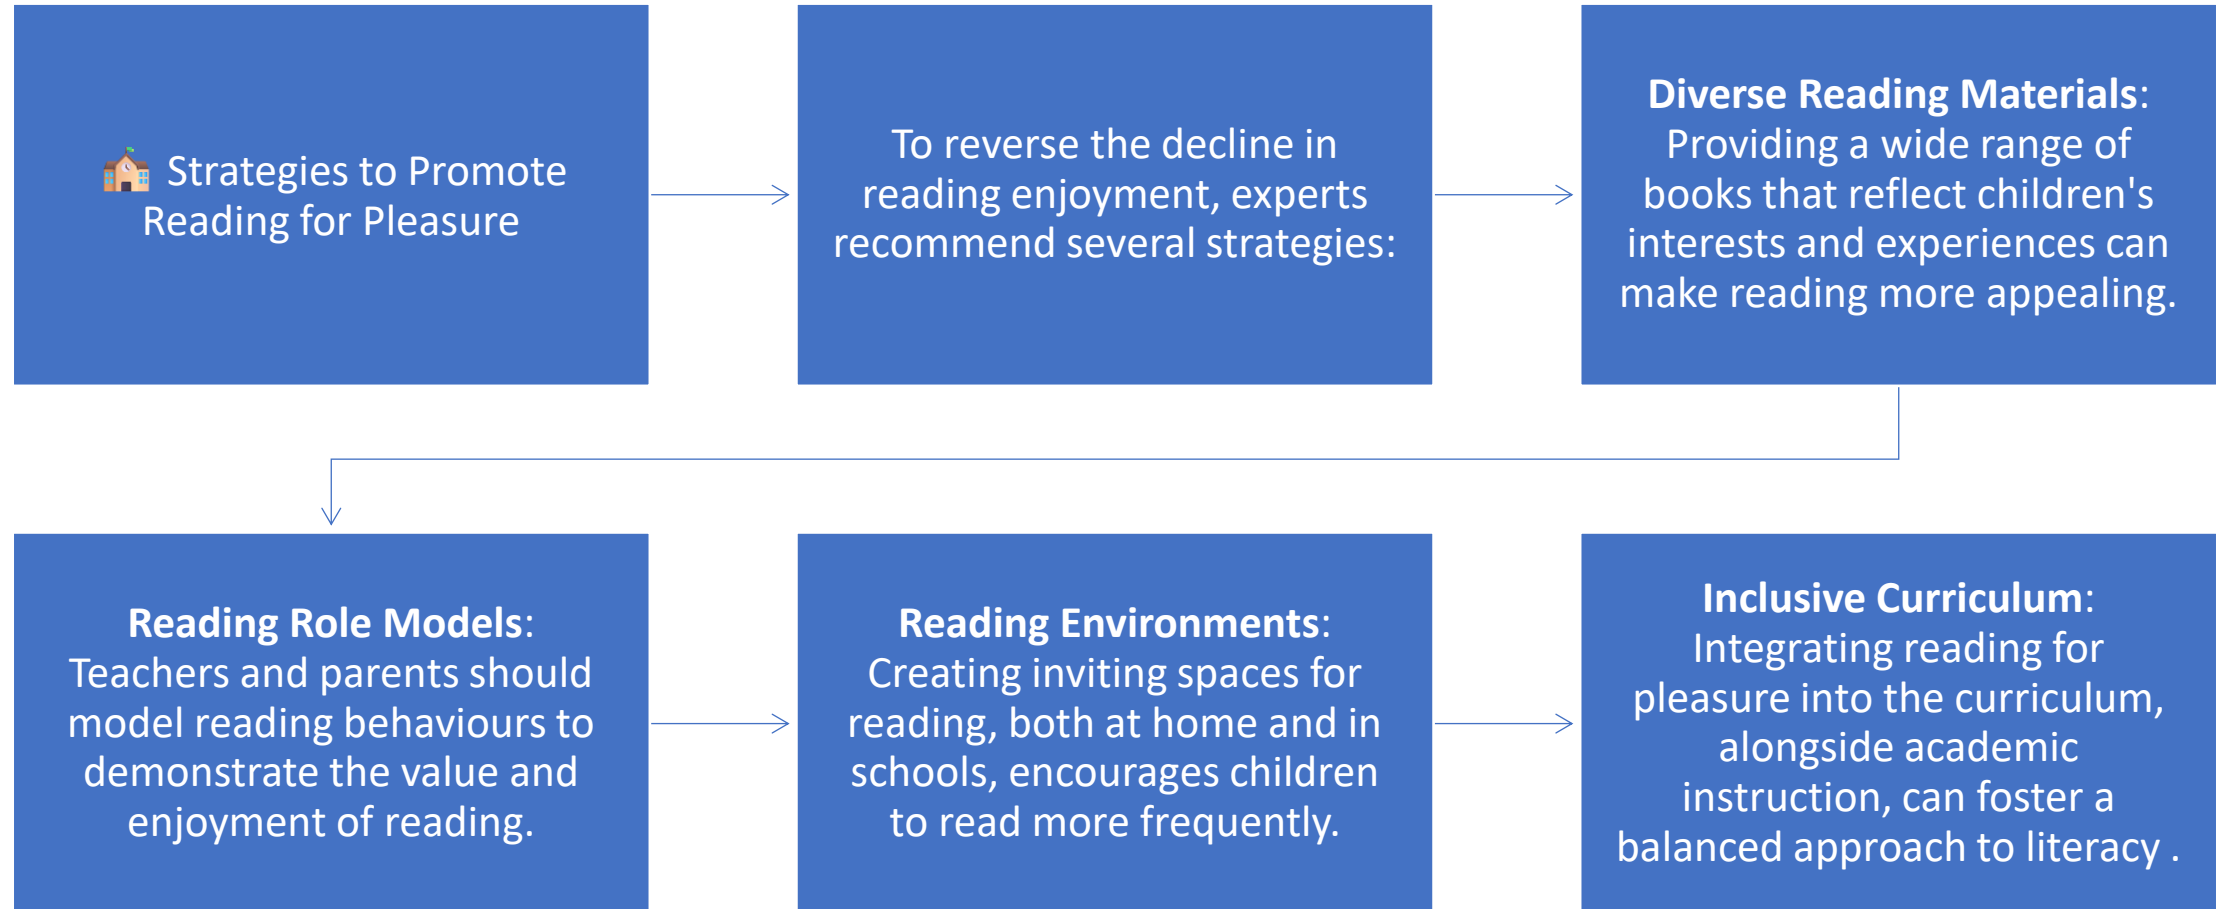 🏫 Strategies to Promote
Reading for Pleasure
To reverse the decline in
reading enjoyment, experts
recommend several strategies:
Diverse Reading Materials:
Providing a wide range of
books that reflect children's
interests and experiences can
make reading more appealing.
Reading Role Models:
Teachers and parents should
model reading behaviours to
demonstrate the value and
enjoyment of reading.
Reading Environments:
Creating inviting spaces for
reading, both at home and in
schools, encourages children
to read more frequently.
Inclusive Curriculum:
Integrating reading for
pleasure into the curriculum,
alongside academic
instruction, can foster a
balanced approach to literacy .